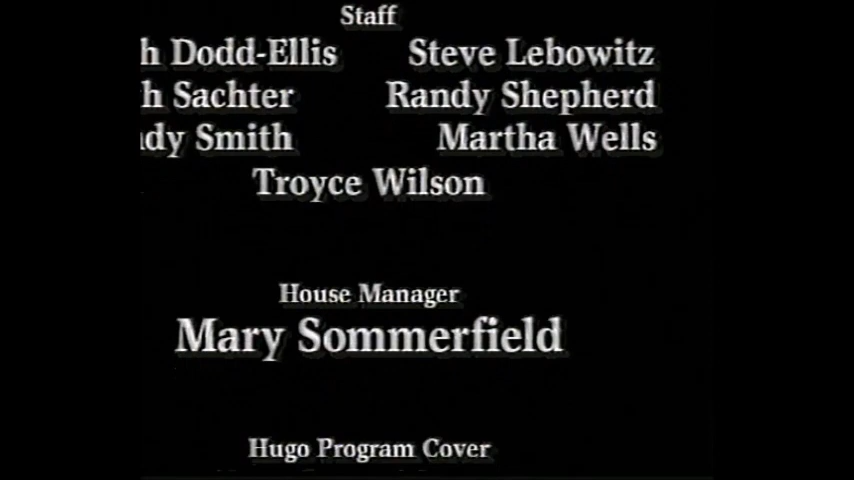 Staff
h Dodd-Ellis Steve Lebowitz
h Sachter Randy Shepherd
dy Smith Martha Wells
Troyce Wilson
House Manager
Mary Sommerfield
Hugo Program Cover